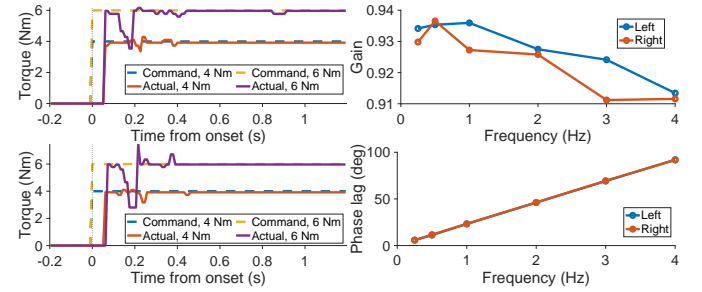 Torque (Nm)
6
4
2
0
-0.2 0 0.2 0.4 0.6 0.8 1
Time from onset (s)
Command, 4 Nm Command, 6 Nm
Actual, 4 Nm Actual, 6 Nm
Gain
0.94
0.93
0.92
0.91
0 1 2 3 4
Frequency (Hz)
Left
Right
Torque (Nm)
6
4
2
0
-0.2 0 0.2 0.4 0.6 0.8 1
Time from onset (s)
Command, 4 Nm Command, 6 Nm
Actual, 4 Nm Actual, 6 Nm
Phase lag (deg)
100
50
0
0 1 2 3 4
Frequency (Hz)
Left
Right